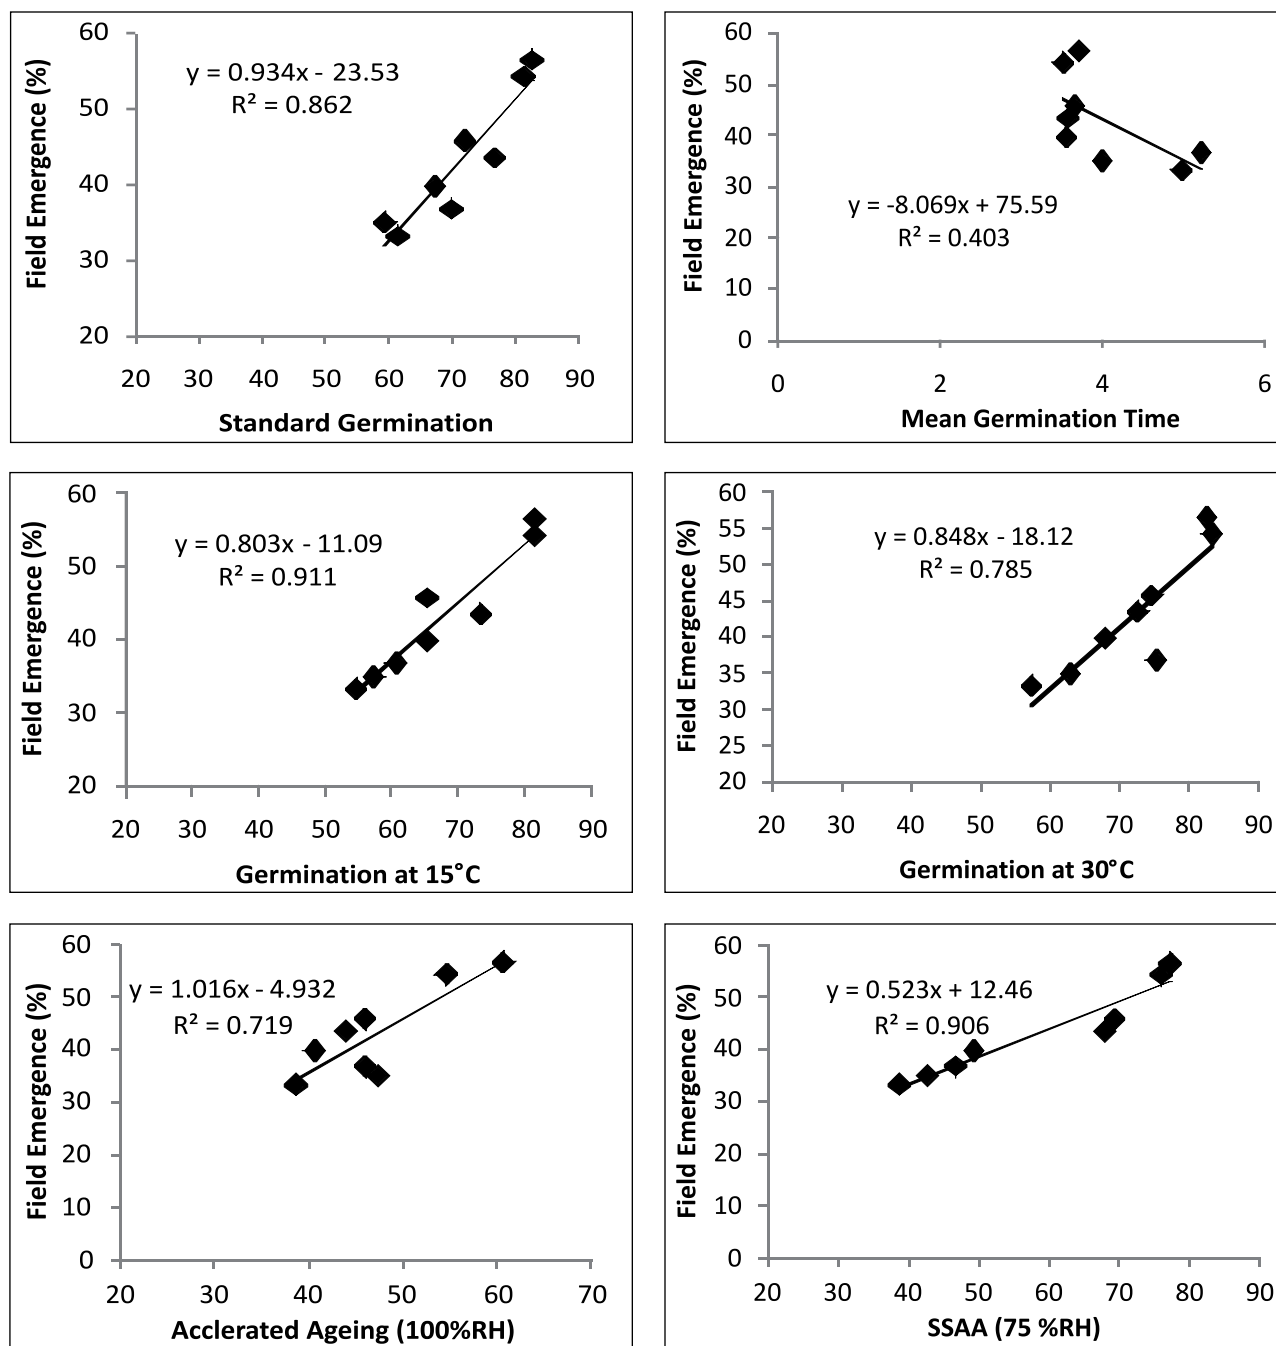 Field Emergence (%)
60
50
40
30
20
y = 0.934x - 23.53
R² = 0.862
20 30 40 50 60 70 80 90
Standard Germination
Field Emergence (%)
60
50
40
30
20
10
0
y = -8.069x + 75.59
R² = 0.403
0 2 4 6
Mean Germination Time
Field Emergence (%)
60
50
40
30
20
y = 0.803x - 11.09
R² = 0.911
20 30 40 50 60 70 80 90
Germination at 15°C
Field Emergence (%)
60
55
50
45
40
35
30
25
20
y = 0.848x - 18.12
R² = 0.785
20 30 40 50 60 70 80 90
Germination at 30°C
Field Emergence (%)
60
50
40
30
20
10
0
y = 1.016x - 4.932
R² = 0.719
20 30 40 50 60 70
Acclerated Ageing (100%RH)
Field Emergence (%)
60
50
40
30
20
10
0
y = 0.523x + 12.46
R² = 0.906
20 30 40 50 60 70 80 90
SSAA (75 %RH)